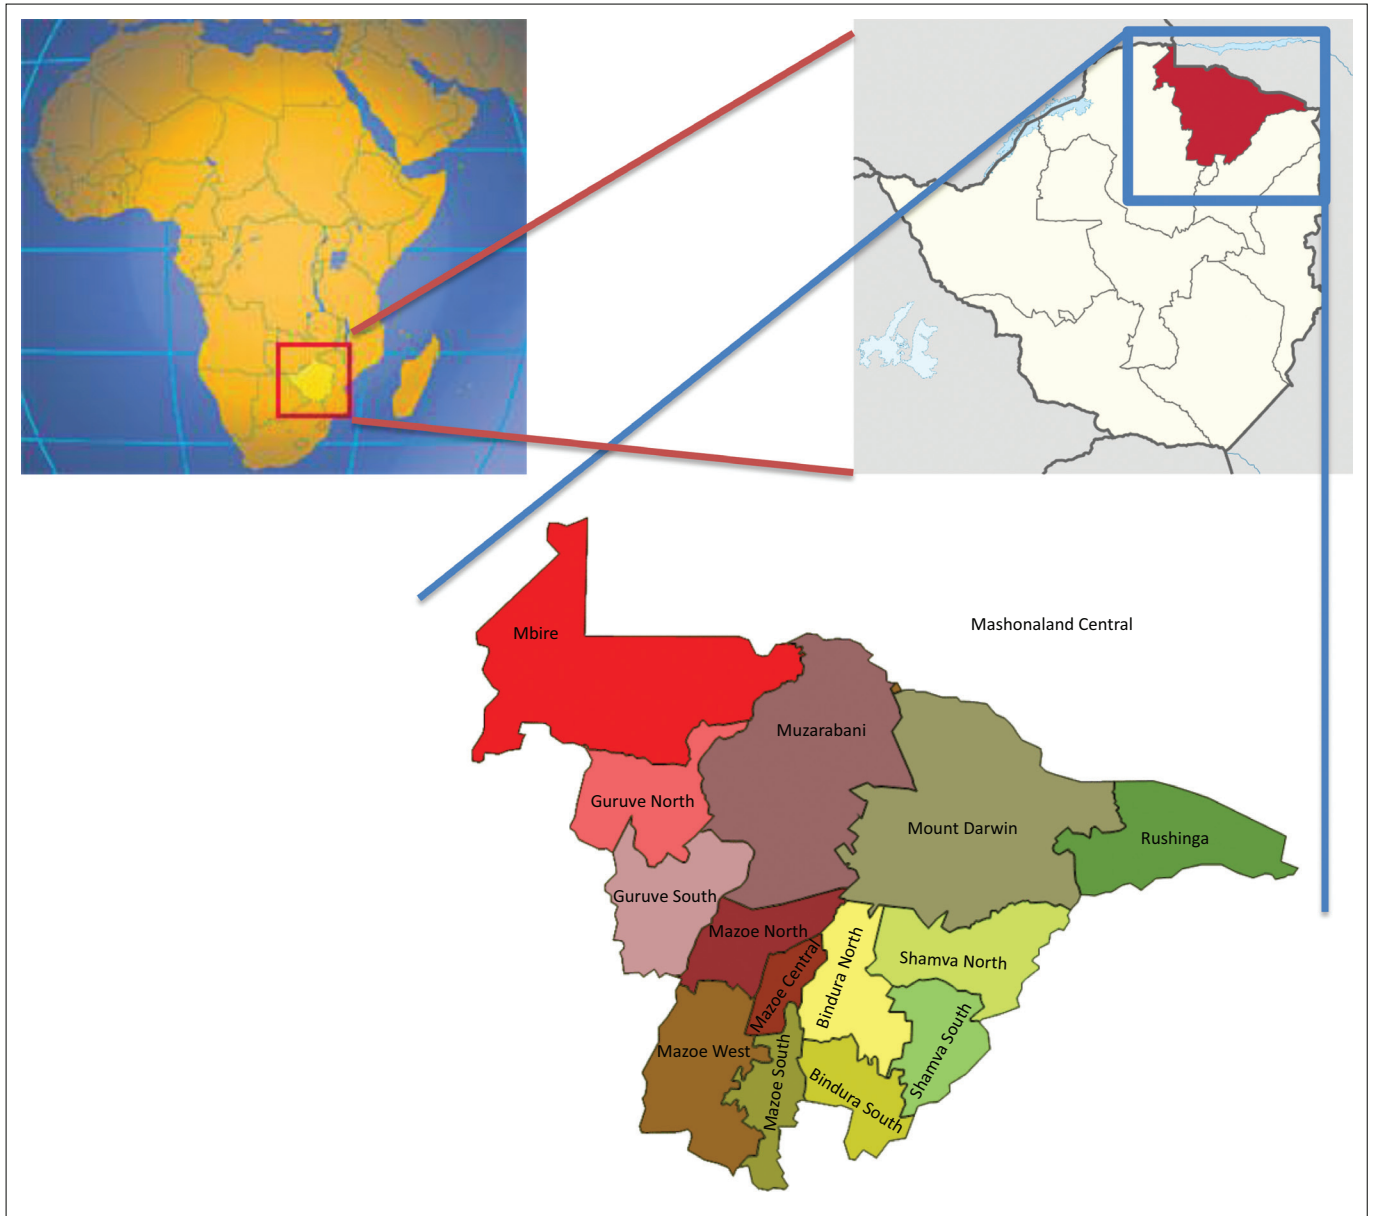 Mashonaland Central
Mbire
Muzarabani
Guruve North
Mount Darwin
Rushinga
Guruve South
Mazoe North
Mazoe Central
Bindura North
Shamva North
Mazoe West
Mazoe South
Shamva South
Bindura South